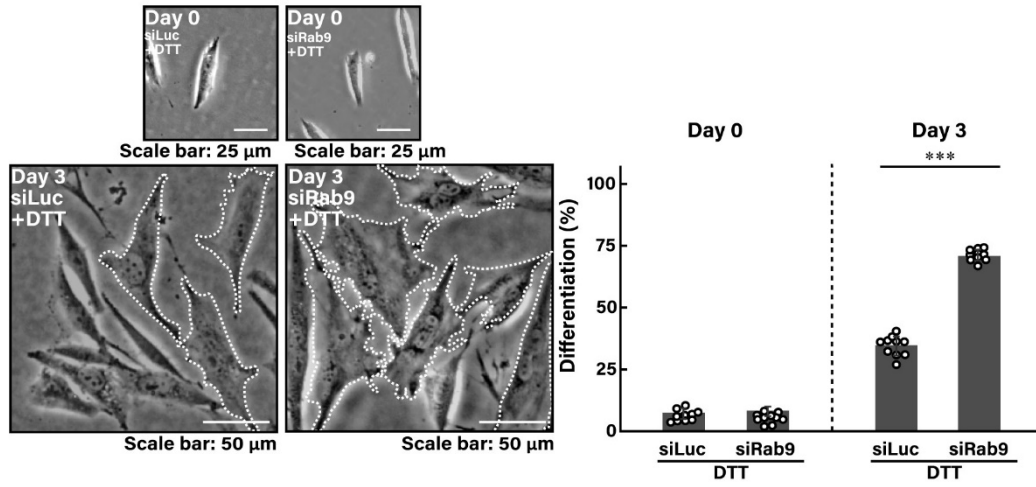 Day 0
siLuc
+DTT
Scale bar: 25 μm
Day 0
siRab9
+DTT
Scale bar: 25 μm
Day 3
siLuc
+DTT
Scale bar: 50 μm
Day 3
siRab9
+DTT
Scale bar: 50 μm
Day 0
Day 3
***
Differentiation (%)
100
75
50
25
0
siLuc
siRab9
DTT
siLuc
siRab9
DTT